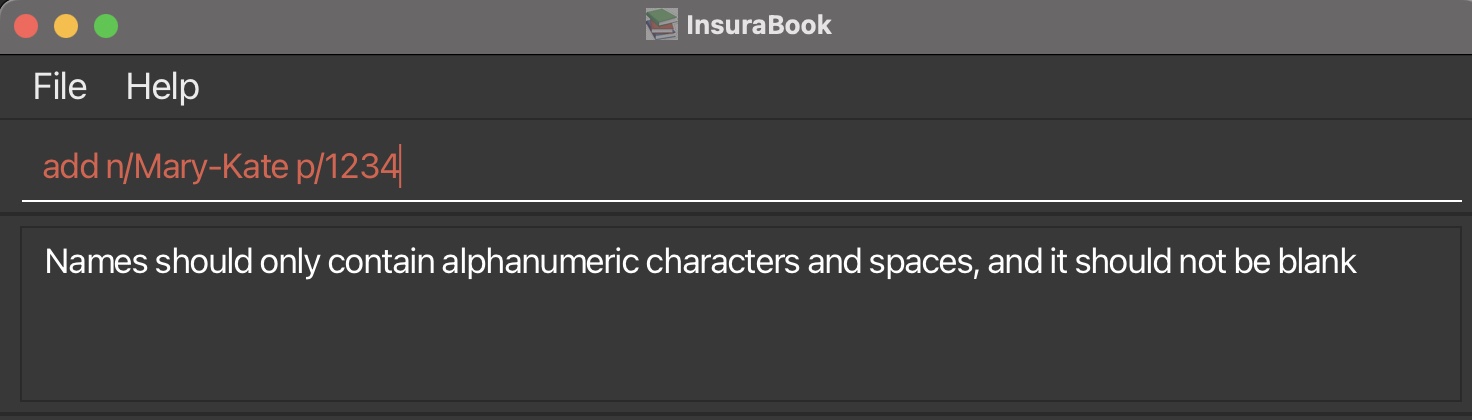 InsuraBook
File Help
add n/Mary-Kate p/1234
Names should only contain alphanumeric characters and spaces, and it should not be blank